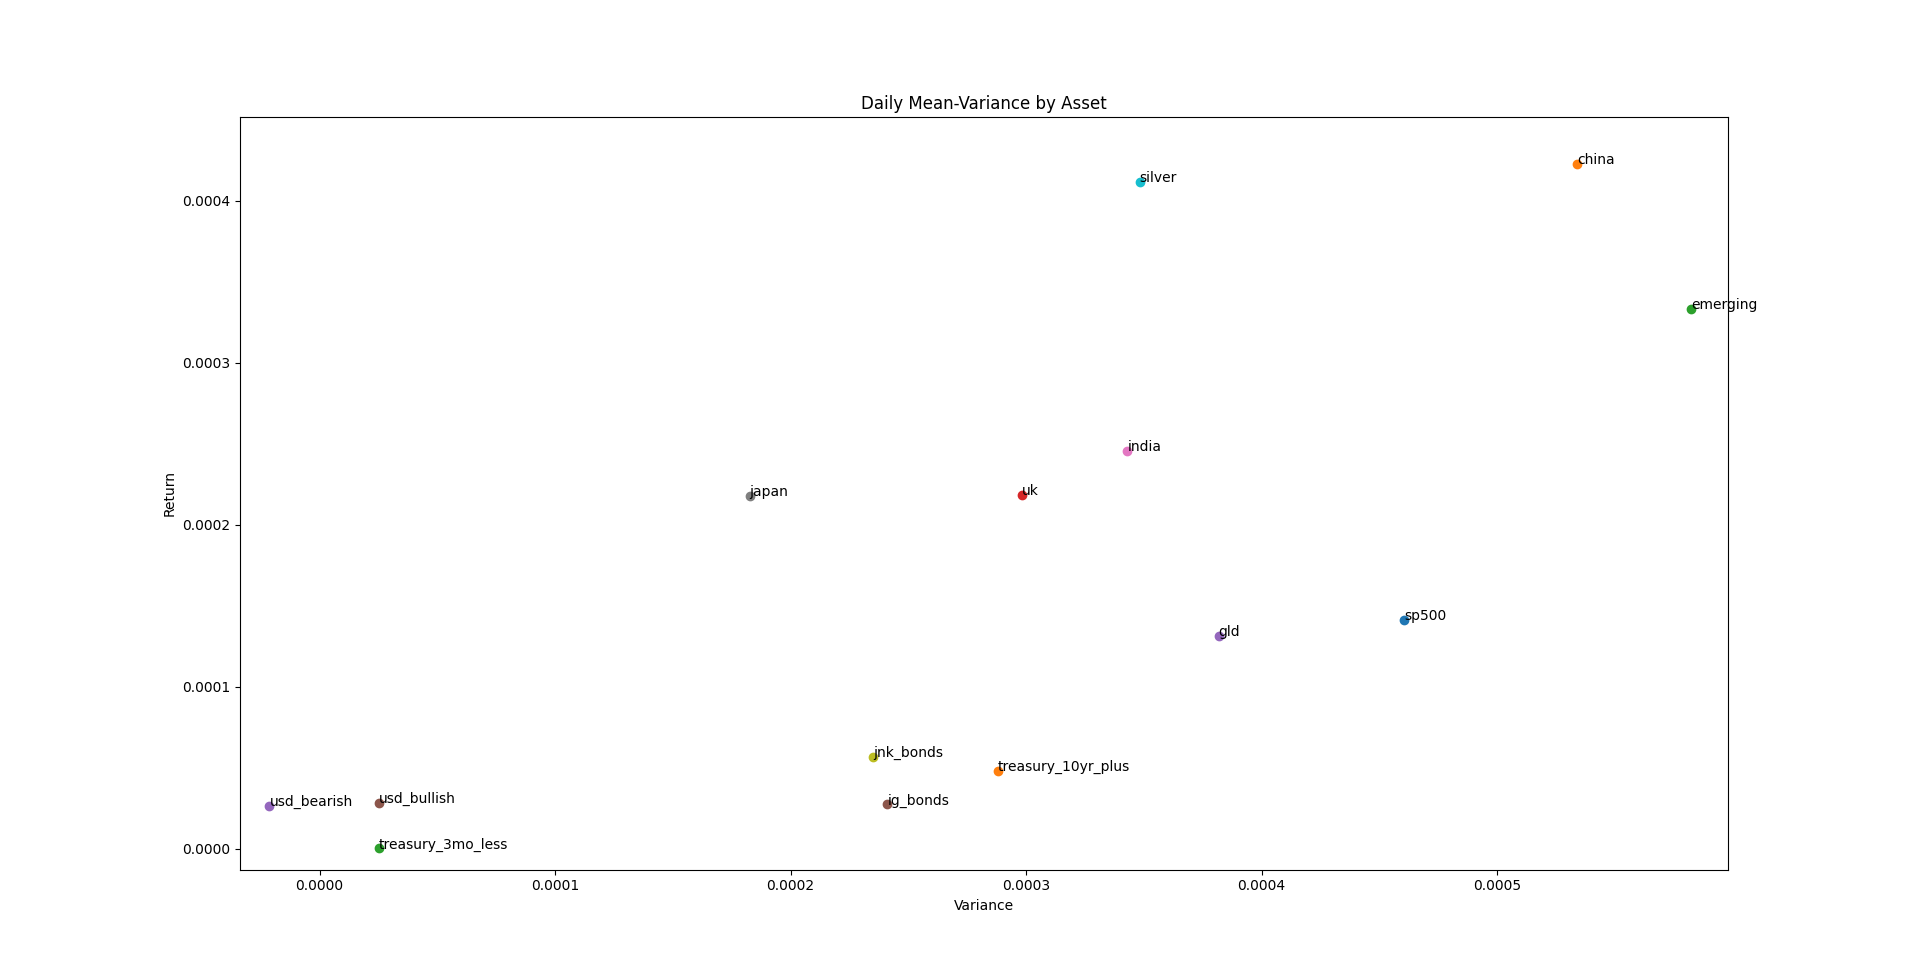 Daily Mean-Variance by Asset
china
silver
0.0004
emerging
0.0003
india
japan
uk
Return
0.0002
sp500
gld
0.0001
jnk_bonds
treasury_10yr_plus
usd_bearish
usd_bullish
ig_bonds
treasury_3mo_less
0.0000
0.0000 0.0001 0.0002 0.0003 0.0004 0.0005
Variance